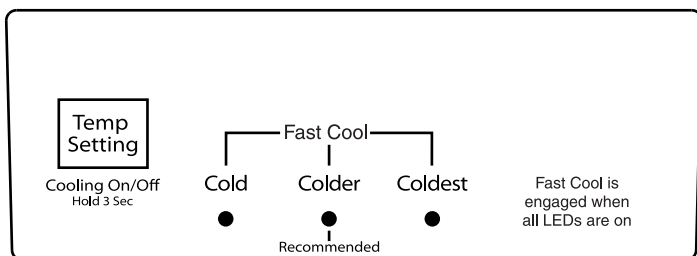 Temp
Setting
Cooling On/Off
Hold 3 Sec
Fast Cool
Cold Colder Coldest
Recommended
Fast Cool is
engaged when
all LEDs are on